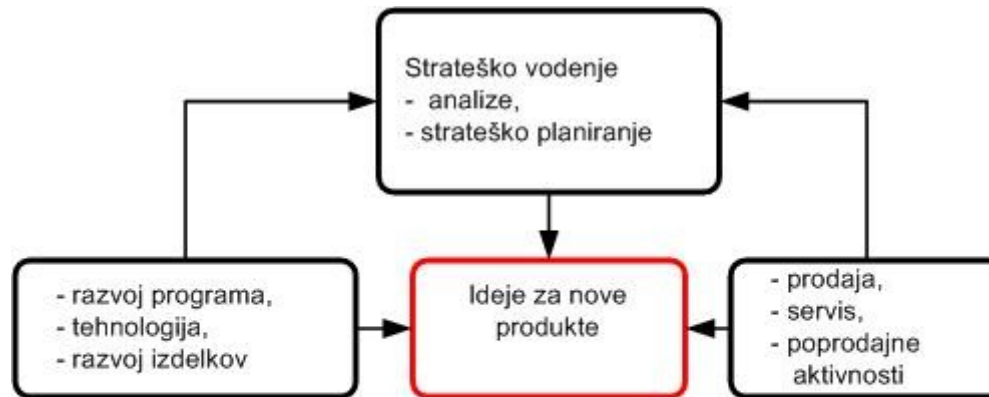 Strateško vodenje
- analize,
- strateško planiranje
- razvoj programa,
- tehnologija,
- razvoj izdelkov
Ideje za nove
produkte
- prodaja,
- servis,
- poprodajne
aktivnosti